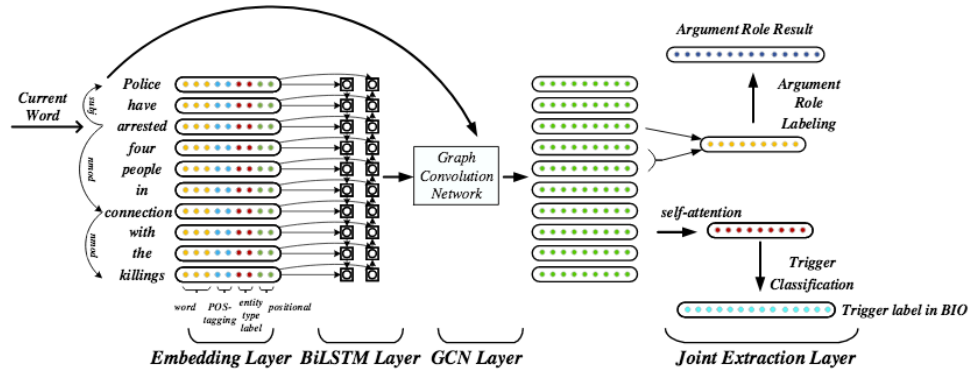 Argument Role Result
Current
Word
nsubj
nmod
nmod
Police
have
arrested
four
people
in
connection
with
the
killings
Graph
Convolution
Network
Argument
Role
Labeling
self-attention
Trigger
Classification
Trigger label in BIO
word
POS-
tagging
entity
type
label
positional
Embedding Layer
BiLSTM Layer
GCN Layer
Joint Extraction Layer